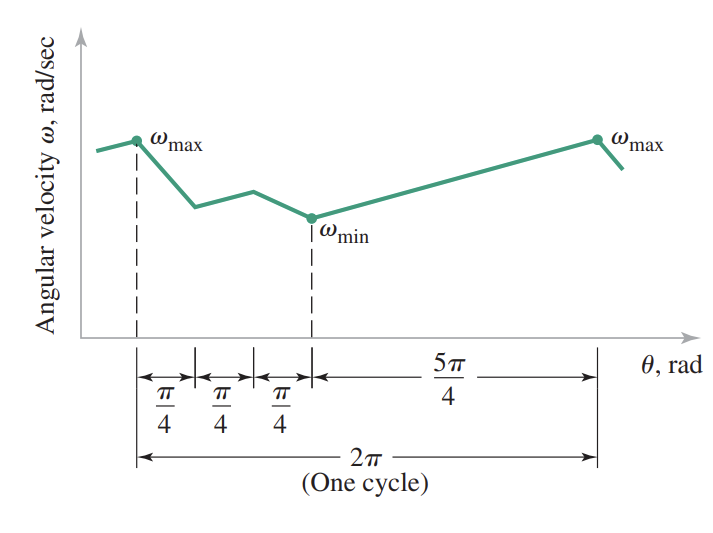 Angular velocity ω, rad/sec
ωmax
ωmax
ωmin
θ, rad
π/4
π/4
π/4
5π/4
2π
(One cycle)